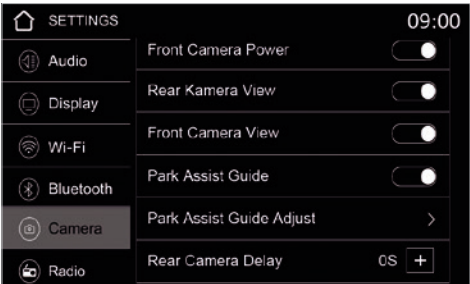 SETTINGS
09:00
Audio
Display
Wi-Fi
Bluetooth
Camera
Radio
Front Camera Power
Rear Kamera View
Front Camera View
Park Assist Guide
Park Assist Guide Adjust >
Rear Camera Delay 0S +